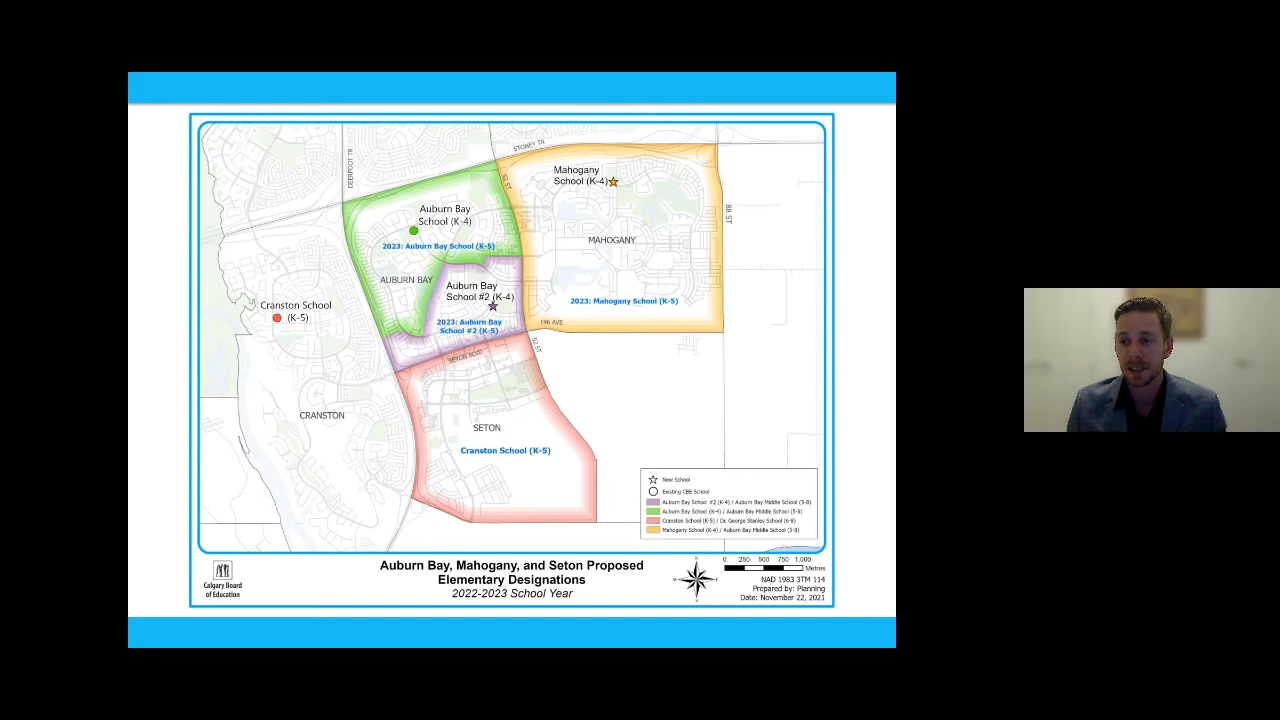 STONEY TR
DEERFOOT TR
52 ST
Mahogany
School (K-4)
88 ST
Auburn Bay
School (K-4)
2023: Auburn Bay School (K-5)
MAHOGANY
AUBURN BAY
Auburn Bay
School #2 (K-4)
2023: Mahogany School (K-5)
Cranston School
(K-5)
2023: Auburn Bay
School #2 (K-5)
196 AVE
52 ST
SETON BLVD
CRANSTON
SETON
Cranston School (K-5)
New School
Existing CBE School
Auburn Bay School #2 (K-4) / Auburn Bay Middle School (5-8)
Auburn Bay School (K-4) / Auburn Bay Middle School (5-8)
Cranston School (K-5) / Dr. George Stanley School (6-8)
Mahogany School (K-4) / Auburn Bay Middle School (5-8)
Calgary Board
of Education
Auburn Bay, Mahogany, and Seton Proposed
Elementary Designations
2022-2023 School Year
N
W
E
S
0 250 500 750 1,000
Metres
NAD 1983 3TM 114
Prepared by: Planning
Date: November 22, 2021